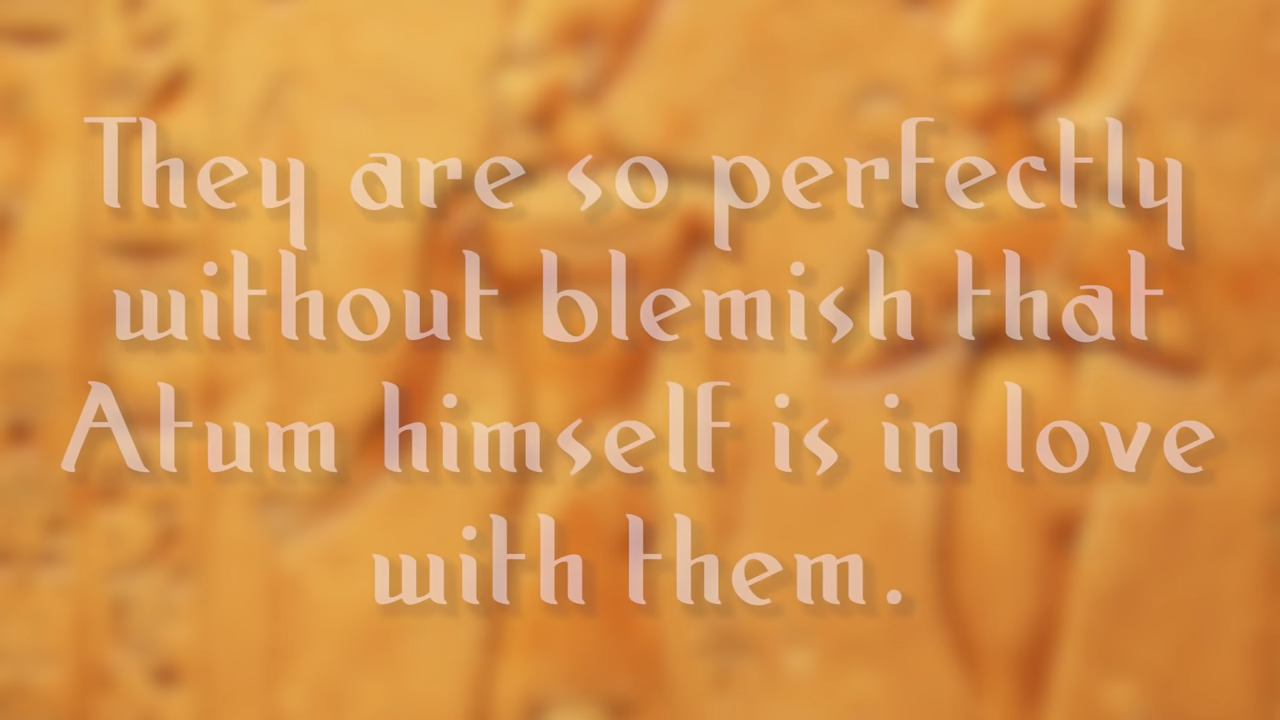 They are so perfectly
without blemish that
Atum himself is in love
with them.